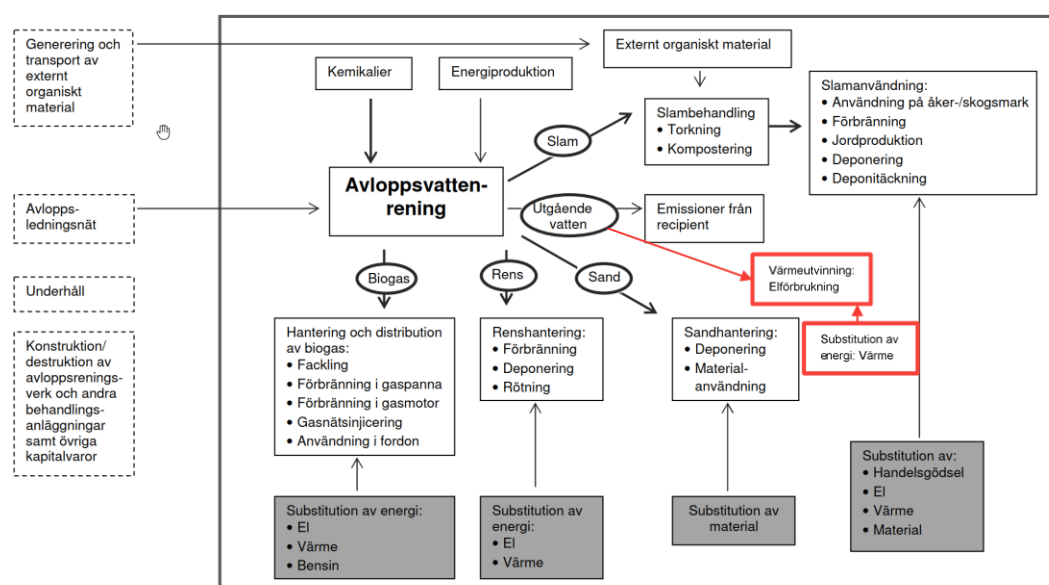 Generering och
transport av
externt
organiskt
material
Avlopps-
ledningsnät
Underhåll
Konstruktion/
destruktion av
avloppsrenings-
verk och andra
behandlings-
anläggningar
samt övriga
kapitalvaror
Kemikalier
Energiproduktion
Externt organiskt material
Slam
Slambehandling
• Torkning
• Kompostering
Slamanvändning:
• Användning på åker-/skogsmark
• Förbränning
• Jordproduktion
• Deponering
• Deponitäckning
Avloppsvatten-
rening
Utgående
vatten
Emissioner från
recipient
Biogas
Rens
Sand
Värmeutvinning:
Elförbrukning
Substitution av
energi: Värme
Hantering och distribution
av biogas:
• Fackling
• Förbränning i gaspanna
• Förbränning i gasmotor
• Gasnätsinjicering
• Användning i fordon
Renshantering:
• Förbränning
• Deponering
• Rötning
Sandhantering:
• Deponering
• Material-
användning
Substitution av energi:
• El
• Värme
• Bensin
Substitution av
energi:
• El
• Värme
Substitution av
material
Substitution av:
• Handelsgödsel
• El
• Värme
• Material